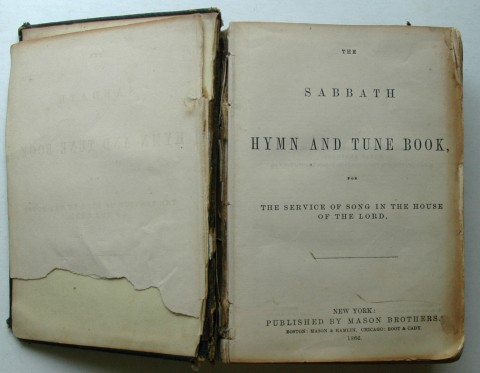 THE
SABBATH
HYMN AND TUNE BOOK,
FOR
THE SERVICE OF SONG IN THE HOUSE
OF THE LORD.
NEW YORK:
PUBLISHED BY MASON BROTHERS.
BOSTON: MASON & HAMLIN. CHICAGO: ROOT & CADY.